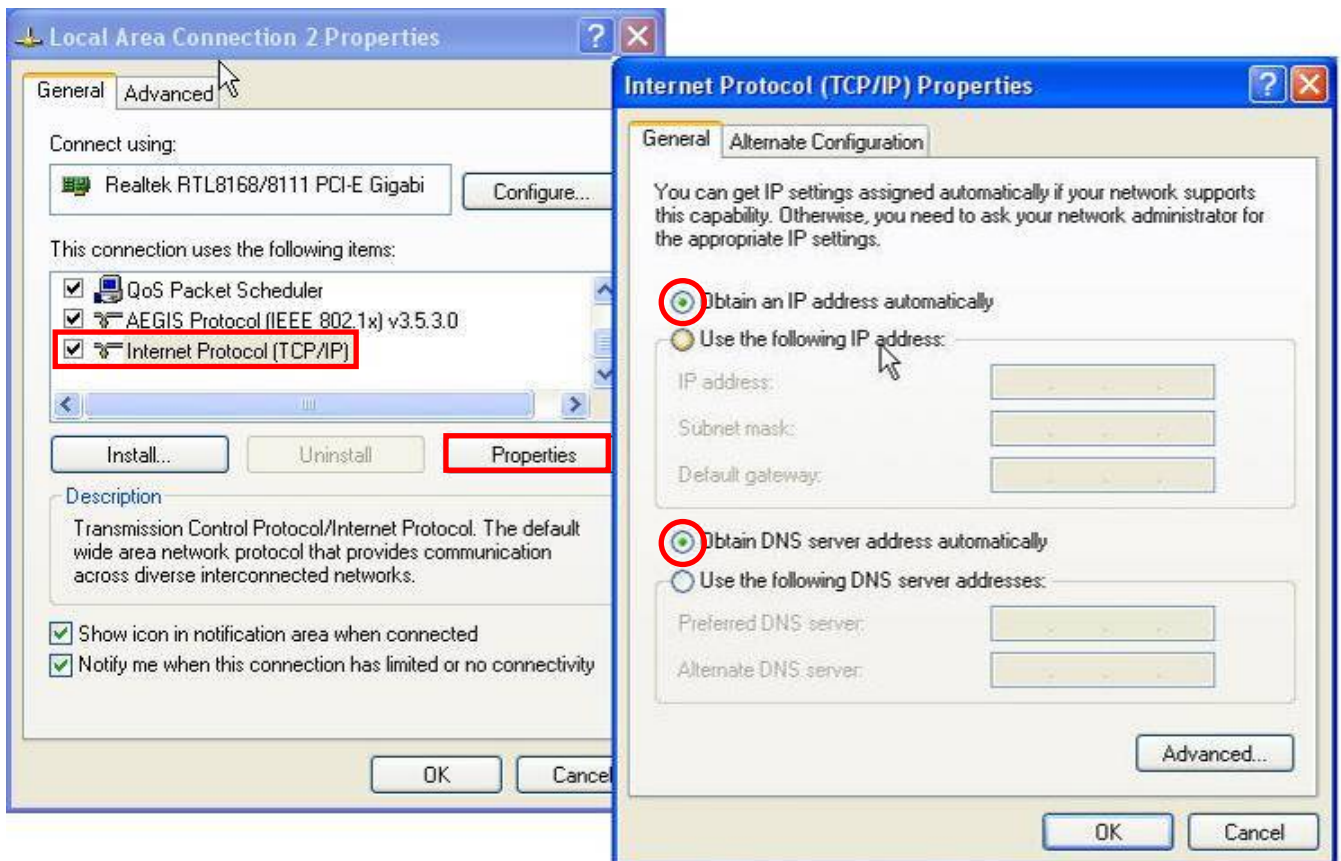 Local Area Connection 2 Properties
General
Advanced
Connect using:
Realtek RTL8168/8111 PCI-E Gigabi
Configure...
This connection uses the following items:
QoS Packet Scheduler
AEGIS Protocol (IEEE 802.1x) v3.5.3.0
Internet Protocol (TCP/IP)
Install...
Uninstall
Properties
Description
Transmission Control Protocol/Internet Protocol. The default
wide area network protocol that provides communication
across diverse interconnected networks.
Show icon in notification area when connected
Notify me when this connection has limited or no connectivity
OK
Cancel
Internet Protocol (TCP/IP) Properties
General
Alternate Configuration
You can get IP settings assigned automatically if your network supports
this capability. Otherwise, you need to ask your network administrator for
the appropriate IP settings.
Obtain an IP address automatically
Use the following IP address:
IP address:
Subnet mask:
Default gateway:
Obtain DNS server address automatically
Use the following DNS server addresses:
Preferred DNS server:
Alternate DNS server:
Advanced...
OK
Cancel